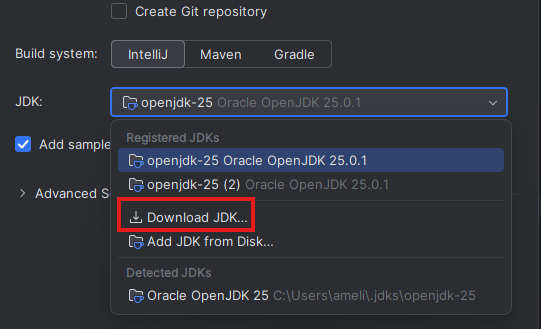 Create Git repository
Build system: IntelliJ Maven Gradle
JDK: openjdk-25 Oracle OpenJDK 25.0.1
Registered JDKs
Add sample
openjdk-25 Oracle OpenJDK 25.0.1
openjdk-25 (2) Oracle OpenJDK 25.0.1
Advanced S
Download JDK...
Add JDK from Disk...
Detected JDKs
Oracle OpenJDK 25 C:\Users\ameli\.jdks\openjdk-25